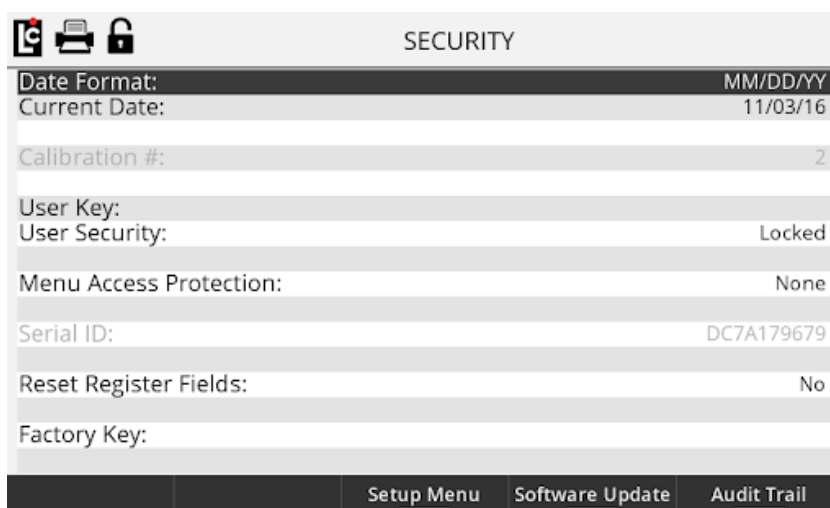 LC SECURITY
Date Format: MM/DD/YY
Current Date: 11/03/16
Calibration #: 2
User Key:
User Security: Locked
Menu Access Protection: None
Serial ID: DC7A179679
Reset Register Fields: No
Factory Key:
Setup Menu Software Update Audit Trail